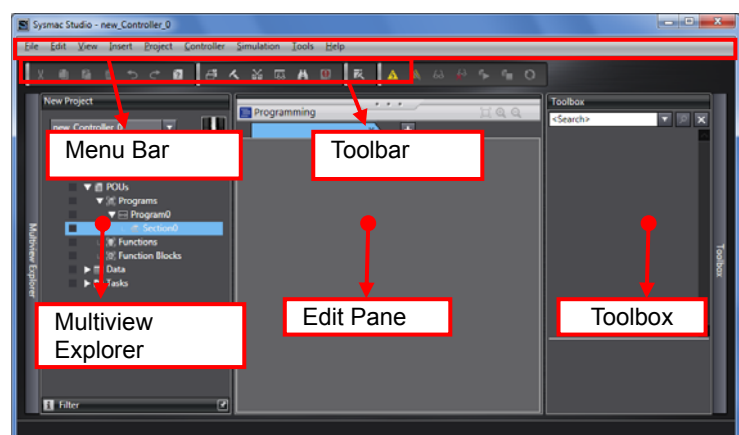 Sysmac Studio - new_Controller_0
File Edit View Insert Project Controller Simulation Tools Help
New Project
new_Controller_0
Menu Bar
Programming
Toolbar
Toolbox
<Search>
POUs
Programs
Program0
Section0
Functions
Function Blocks
Data
Tasks
Multiview Explorer
Toolbox
Multiview
Explorer
Edit Pane
Toolbox
Filter